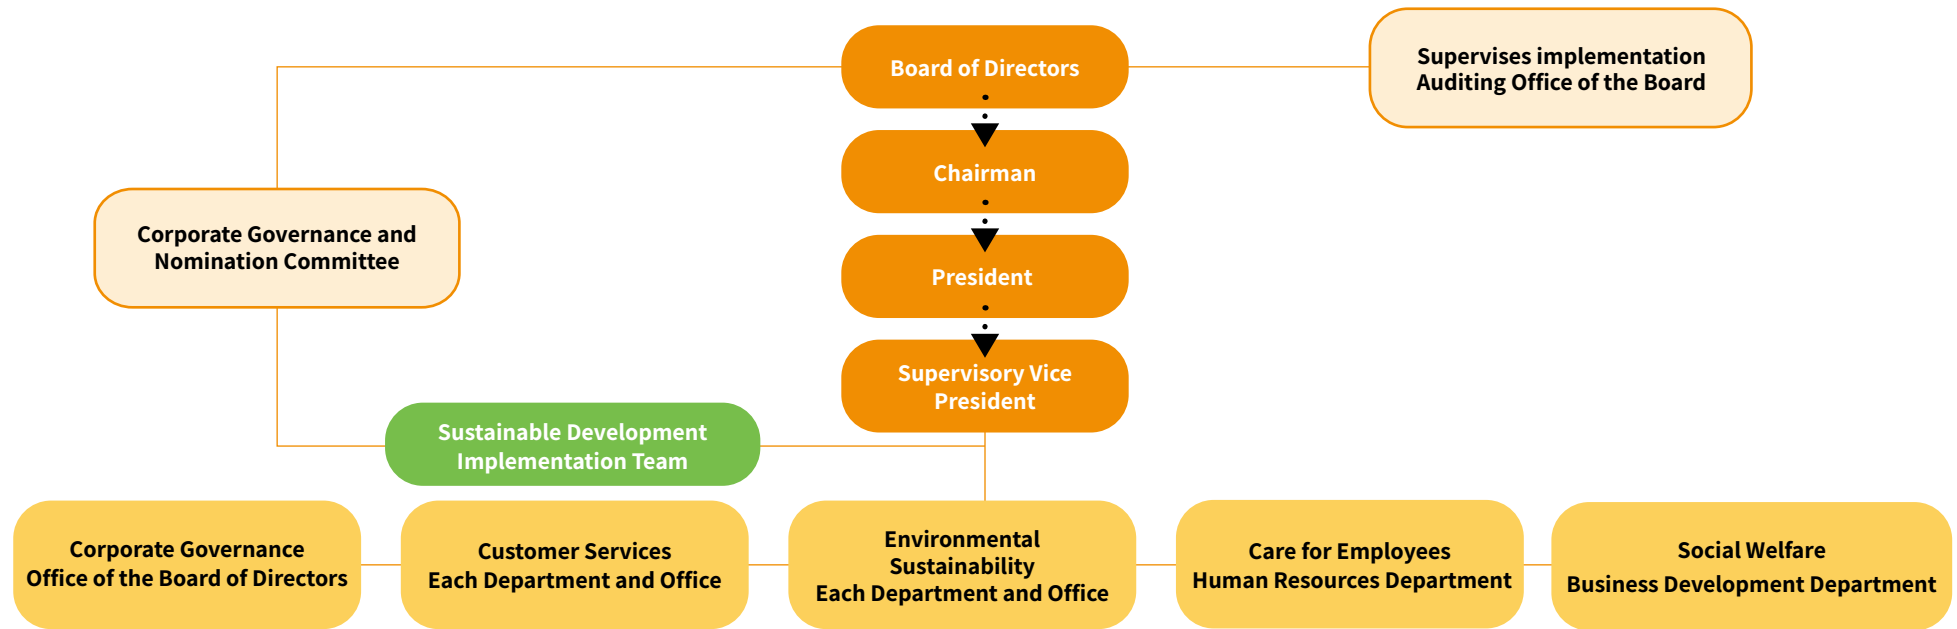 Board of Directors
Supervises implementation
Auditing Office of the Board
Chairman
Corporate Governance and
Nomination Committee
President
Supervisory Vice
President
Sustainable Development
Implementation Team
Corporate Governance
Office of the Board of Directors
Customer Services
Each Department and Office
Environmental
Sustainability
Each Department and Office
Care for Employees
Human Resources Department
Social Welfare
Business Development Department